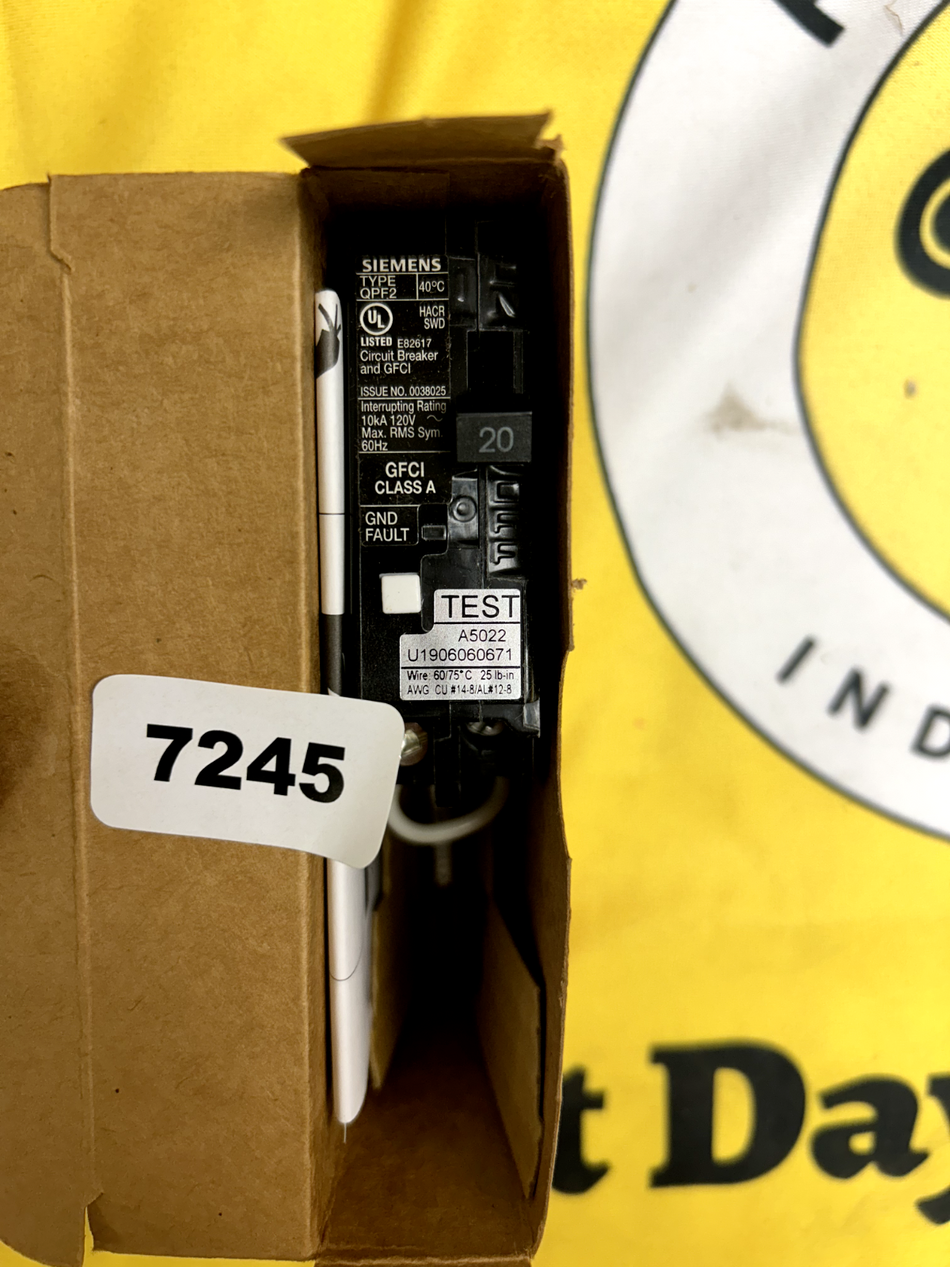 SIEMENS
TYPE
QPF2
40°C
UL
HACR
SWD
LISTED E82617
Circuit Breaker
and GFCI
ISSUE NO. 0038025
Interrupting Rating
10kA 120V ~
Max. RMS Sym.
60Hz
20
GFCI
CLASS A
GND
FAULT
TEST
A5022
U1906060671
Wire: 60/75°C 25 lb-in
AWG CU #14-8/AL#12-8
7245
IND
t Day